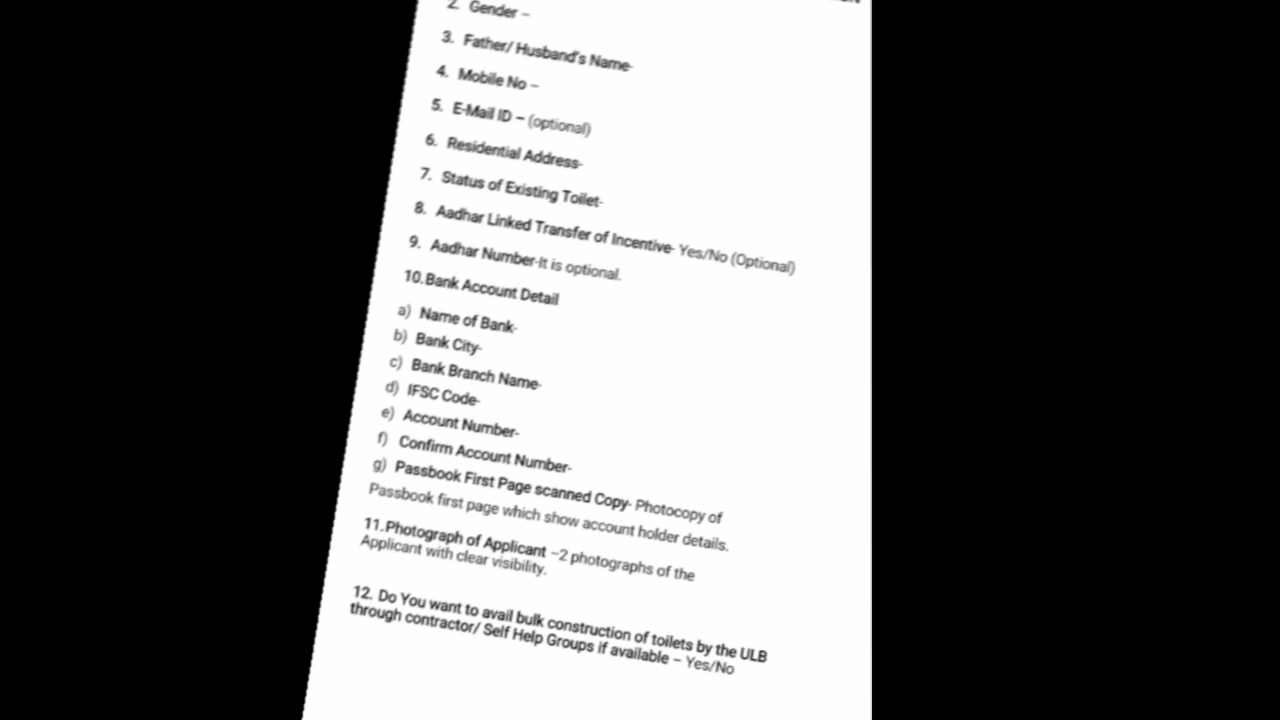 2. Gender –
3. Father/ Husband's Name-
4. Mobile No –
5. E-Mail ID – (optional)
6. Residential Address-
7. Status of Existing Toilet-
8. Aadhar Linked Transfer of Incentive- Yes/No (Optional)
9. Aadhar Number-It is optional.
10.Bank Account Detail
a) Name of Bank-
b) Bank City-
c) Bank Branch Name-
d) IFSC Code-
e) Account Number-
f) Confirm Account Number-
g) Passbook First Page scanned Copy- Photocopy of
Passbook first page which show account holder details.
11.Photograph of Applicant –2 photographs of the
Applicant with clear visibility.
12. Do You want to avail bulk construction of toilets by the ULB
through contractor/ Self Help Groups if available – Yes/No